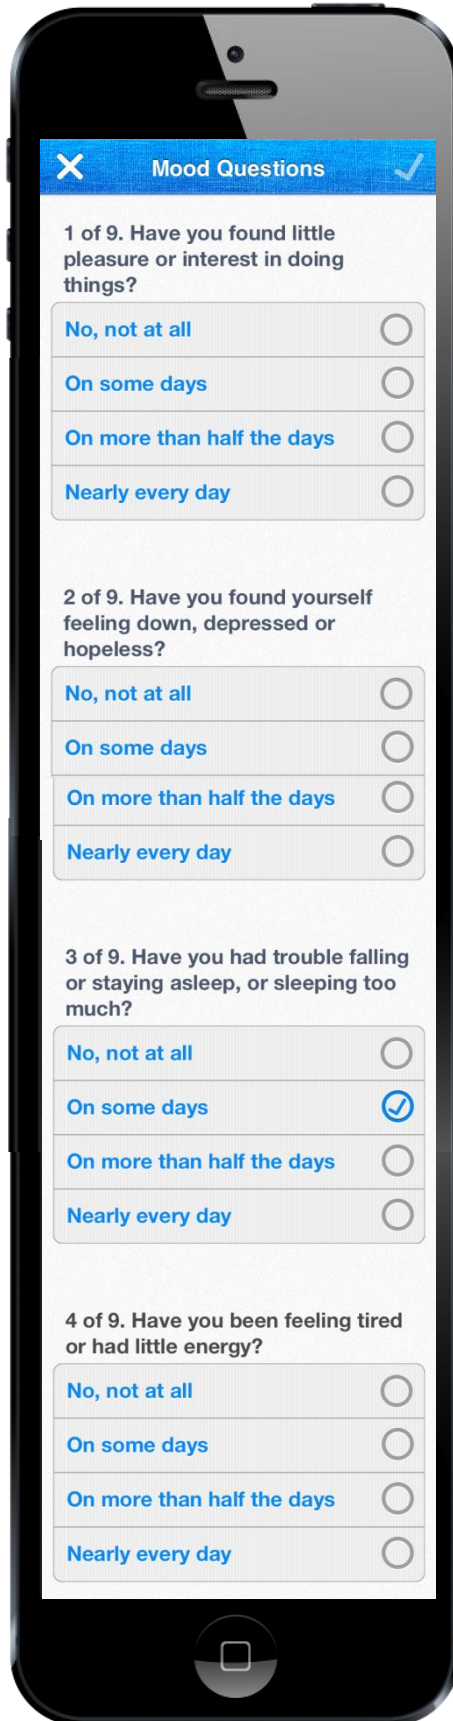 Mood Questions
1 of 9. Have you found little
pleasure or interest in doing
things?
No, not at all
On some days
On more than half the days
Nearly every day
2 of 9. Have you found yourself
feeling down, depressed or
hopeless?
No, not at all
On some days
On more than half the days
Nearly every day
3 of 9. Have you had trouble falling
or staying asleep, or sleeping too
much?
No, not at all
On some days
On more than half the days
Nearly every day
4 of 9. Have you been feeling tired
or had little energy?
No, not at all
On some days
On more than half the days
Nearly every day